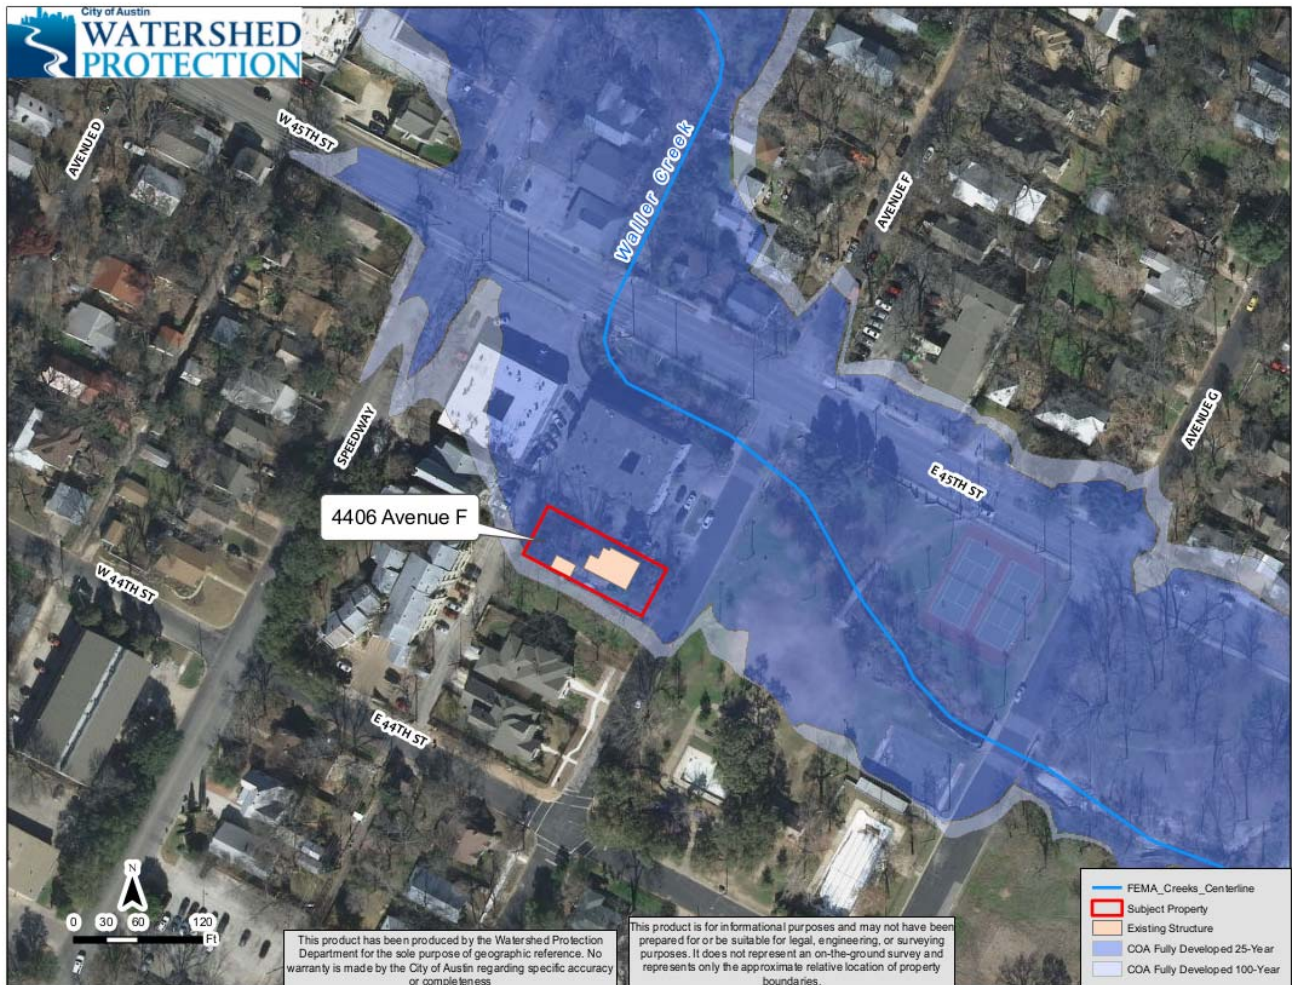 City of Austin
WATERSHED
PROTECTION
W 45TH ST
AVENUE D
Waller Creek
AVENUE F
AVENUE G
SPEEDWAY
E 45TH ST
4406 Avenue F
W 44TH ST
E 44TH ST
N
0 30 60 120
Ft
This product has been produced by the Watershed Protection
Department for the sole purpose of geographic reference. No
warranty is made by the City of Austin regarding specific accuracy
or completeness
This product is for informational purposes and may not have been
prepared for or be suitable for legal, engineering, or surveying
purposes. It does not represent an on-the-ground survey and
represents only the approximate relative location of property
boundaries.
FEMA_Creeks_Centerline
Subject Property
Existing Structure
COA Fully Developed 25-Year
COA Fully Developed 100-Year